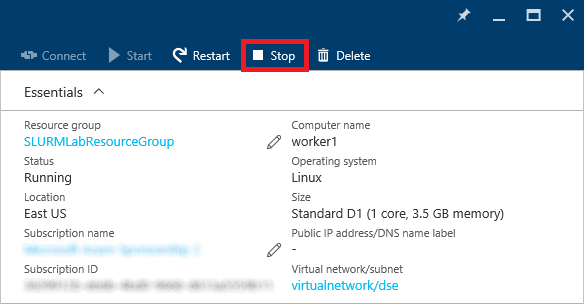 Connect Start Restart Stop Delete
Essentials
Resource group Computer name
SLURMLabResourceGroup worker1
Status Operating system
Running Linux
Location Size
East US Standard D1 (1 core, 3.5 GB memory)
Subscription name Public IP address/DNS name label
-
Subscription ID Virtual network/subnet
virtualnetwork/dse